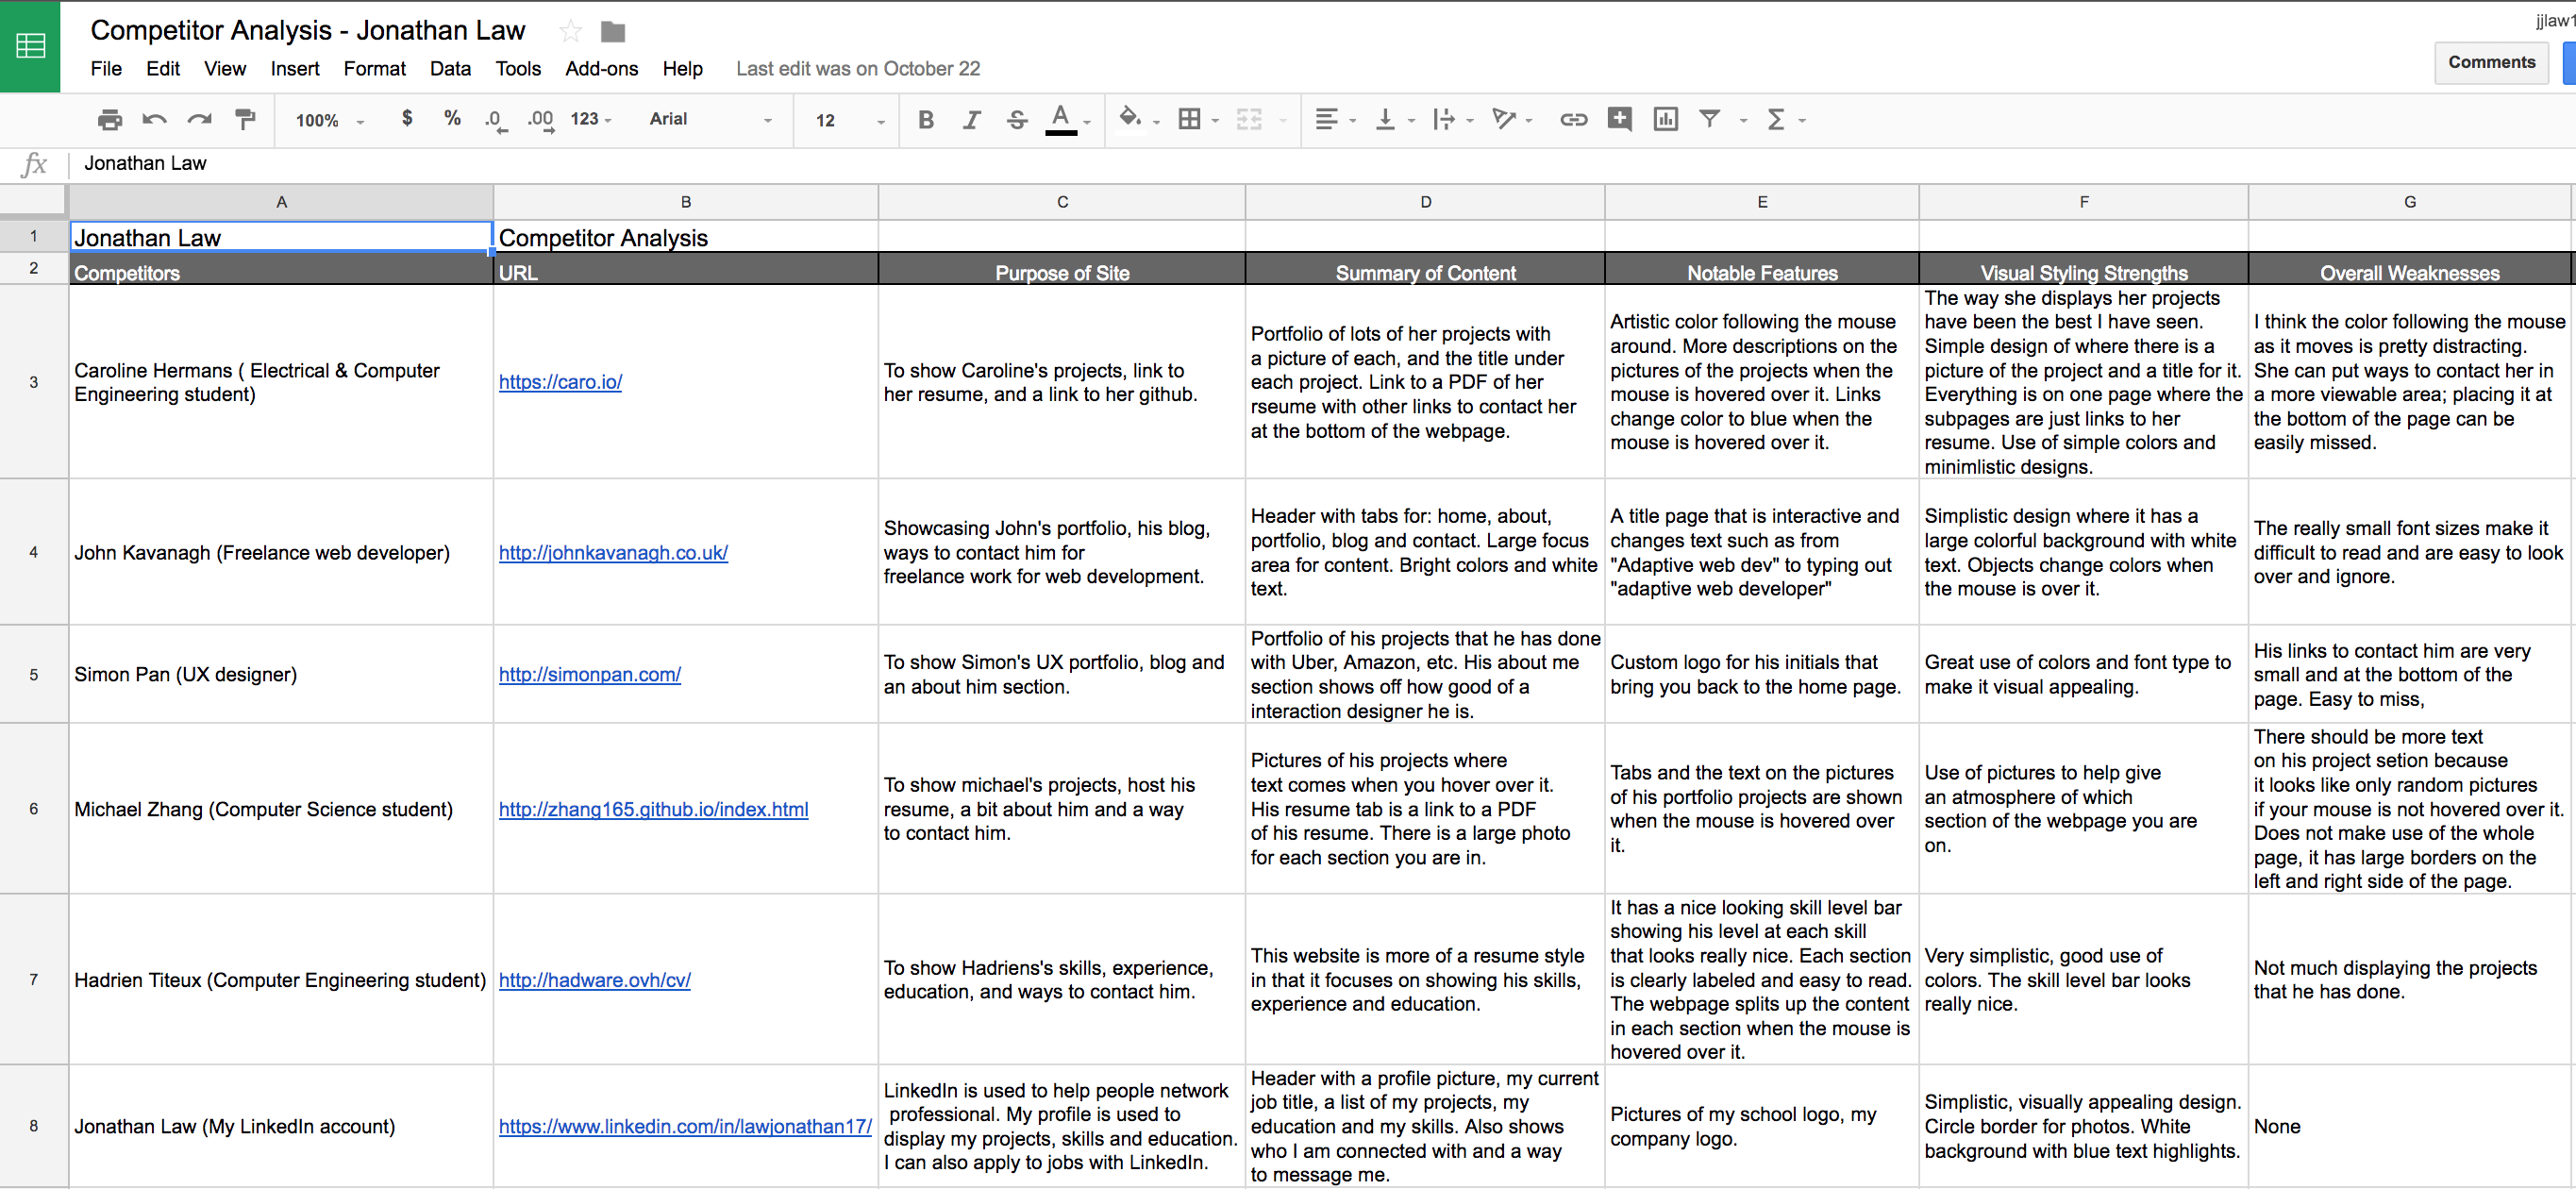 Competitor Analysis - Jonathan Law
jjlaw1
File Edit View Insert Format Data Tools Add-ons Help Last edit was on October 22
Comments
100% $ % .0 .00 123 Arial 12 B I S A
fx Jonathan Law
A B C D E F G
1 Jonathan Law Competitor Analysis
2 Competitors URL Purpose of Site Summary of Content Notable Features Visual Styling Strengths Overall Weaknesses
3
Caroline Hermans ( Electrical & Computer
Engineering student)
https://caro.io/
To show Caroline's projects, link to
her resume, and a link to her github.
Portfolio of lots of her projects with
a picture of each, and the title under
each project. Link to a PDF of her
rseume with other links to contact her
at the bottom of the webpage.
Artistic color following the mouse
around. More descriptions on the
pictures of the projects when the
mouse is hovered over it. Links
change color to blue when the
mouse is hovered over it.
The way she displays her projects
have been the best I have seen.
Simple design of where there is a
picture of the project and a title for it.
Everything is on one page where the
subpages are just links to her
resume. Use of simple colors and
minimlistic designs.
I think the color following the mouse
as it moves is pretty distracting.
She can put ways to contact her in
a more viewable area; placing it at
the bottom of the page can be
easily missed.
4
John Kavanagh (Freelance web developer)
http://johnkavanagh.co.uk/
Showcasing John's portfolio, his blog,
ways to contact him for
freelance work for web development.
Header with tabs for: home, about,
portfolio, blog and contact. Large focus
area for content. Bright colors and white
text.
A title page that is interactive and
changes text such as from
"Adaptive web dev" to typing out
"adaptive web developer"
Simplistic design where it has a
large colorful background with white
text. Objects change colors when
the mouse is over it.
The really small font sizes make it
difficult to read and are easy to look
over and ignore.
5
Simon Pan (UX designer)
http://simonpan.com/
To show Simon's UX portfolio, blog and
an about him section.
Portfolio of his projects that he has done
with Uber, Amazon, etc. His about me
section shows off how good of a
interaction designer he is.
Custom logo for his initials that
bring you back to the home page.
Great use of colors and font type to
make it visual appealing.
His links to contact him are very
small and at the bottom of the
page. Easy to miss,
6
Michael Zhang (Computer Science student)
http://zhang165.github.io/index.html
To show michael's projects, host his
resume, a bit about him and a way
to contact him.
Pictures of his projects where
text comes when you hover over it.
His resume tab is a link to a PDF
of his resume. There is a large photo
for each section you are in.
Tabs and the text on the pictures
of his portfolio projects are shown
when the mouse is hovered over
it.
Use of pictures to help give
an atmosphere of which
section of the webpage you are
on.
There should be more text
on his project setion because
it looks like only random pictures
if your mouse is not hovered over it.
Does not make use of the whole
page, it has large borders on the
left and right side of the page.
7
Hadrien Titeux (Computer Engineering student)
http://hadware.ovh/cv/
To show Hadriens's skills, experience,
education, and ways to contact him.
This website is more of a resume style
in that it focuses on showing his skills,
experience and education.
It has a nice looking skill level bar
showing his level at each skill
that looks really nice. Each section
is clearly labeled and easy to read.
The webpage splits up the content
in each section when the mouse is
hovered over it.
Very simplistic, good use of
colors. The skill level bar looks
really nice.
Not much displaying the projects
that he has done.
8
Jonathan Law (My LinkedIn account)
https://www.linkedin.com/in/lawjonathan17/
LinkedIn is used to help people network
professional. My profile is used to
display my projects, skills and education.
I can also apply to jobs with LinkedIn.
Header with a profile picture, my current
job title, a list of my projects, my
education and my skills. Also shows
who I am connected with and a way
to message me.
Pictures of my school logo, my
company logo.
Simplistic, visually appealing design.
Circle border for photos. White
background with blue text highlights.
None